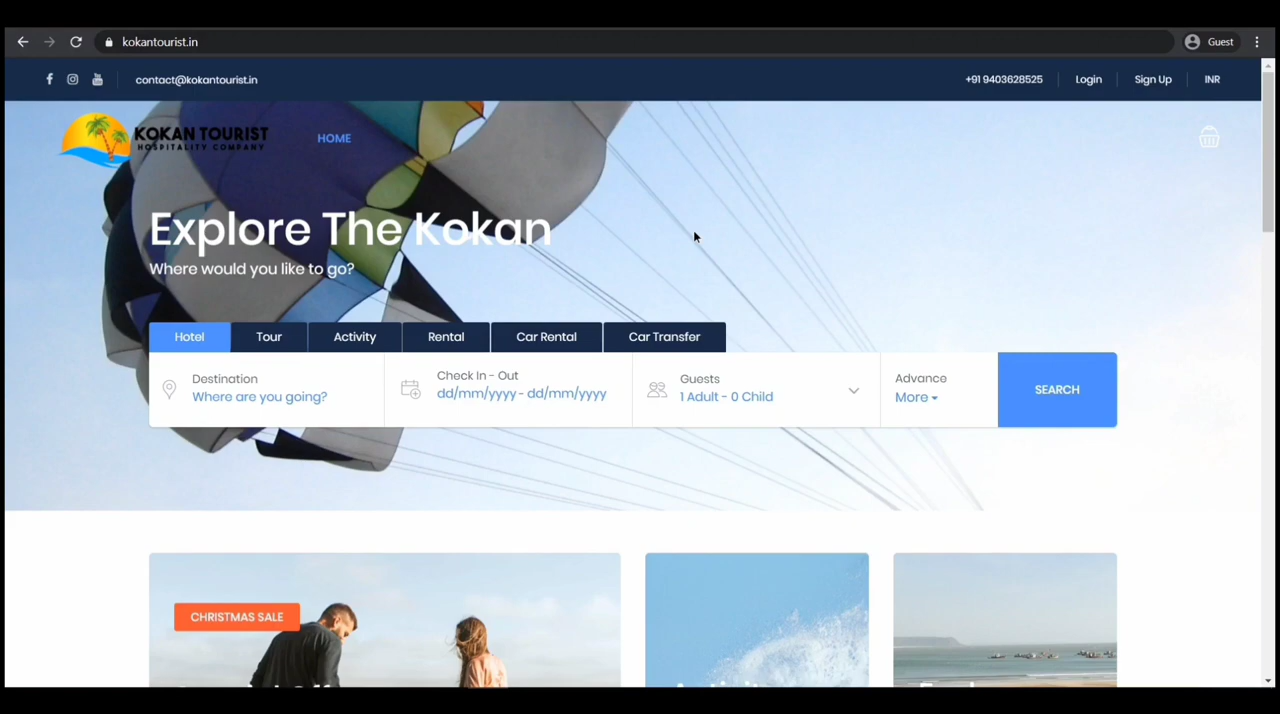 kokantourist.in
Guest
contact@kokantourist.in
+91 9403628525
Login
Sign Up
INR
KOKAN TOURIST
HOSPITALITY COMPANY
HOME
Explore The Kokan
Where would you like to go?
Hotel
Tour
Activity
Rental
Car Rental
Car Transfer
Destination
Where are you going?
Check In - Out
dd/mm/yyyy - dd/mm/yyyy
Guests
1 Adult - 0 Child
Advance
More
SEARCH
CHRISTMAS SALE